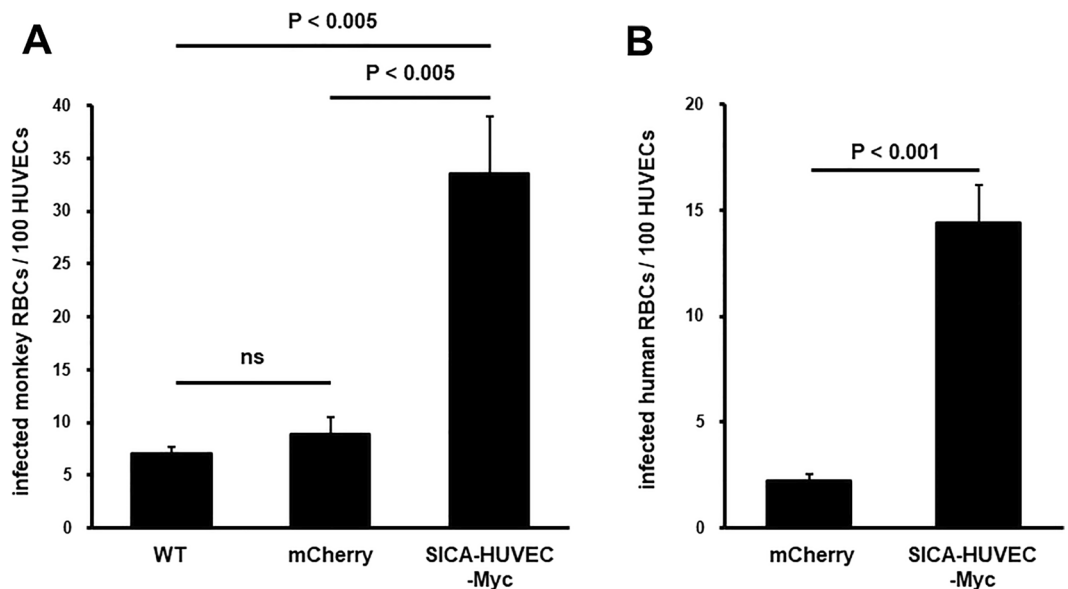 A
P < 0.005
P < 0.005
infected monkey RBCs / 100 HUVECs
40
35
30
25
20
15
10
5
0
ns
WT
mCherry
SICA-HUVEC
-Myc
B
P < 0.001
infected human RBCs / 100 HUVECs
20
15
10
5
0
mCherry
SICA-HUVEC
-Myc